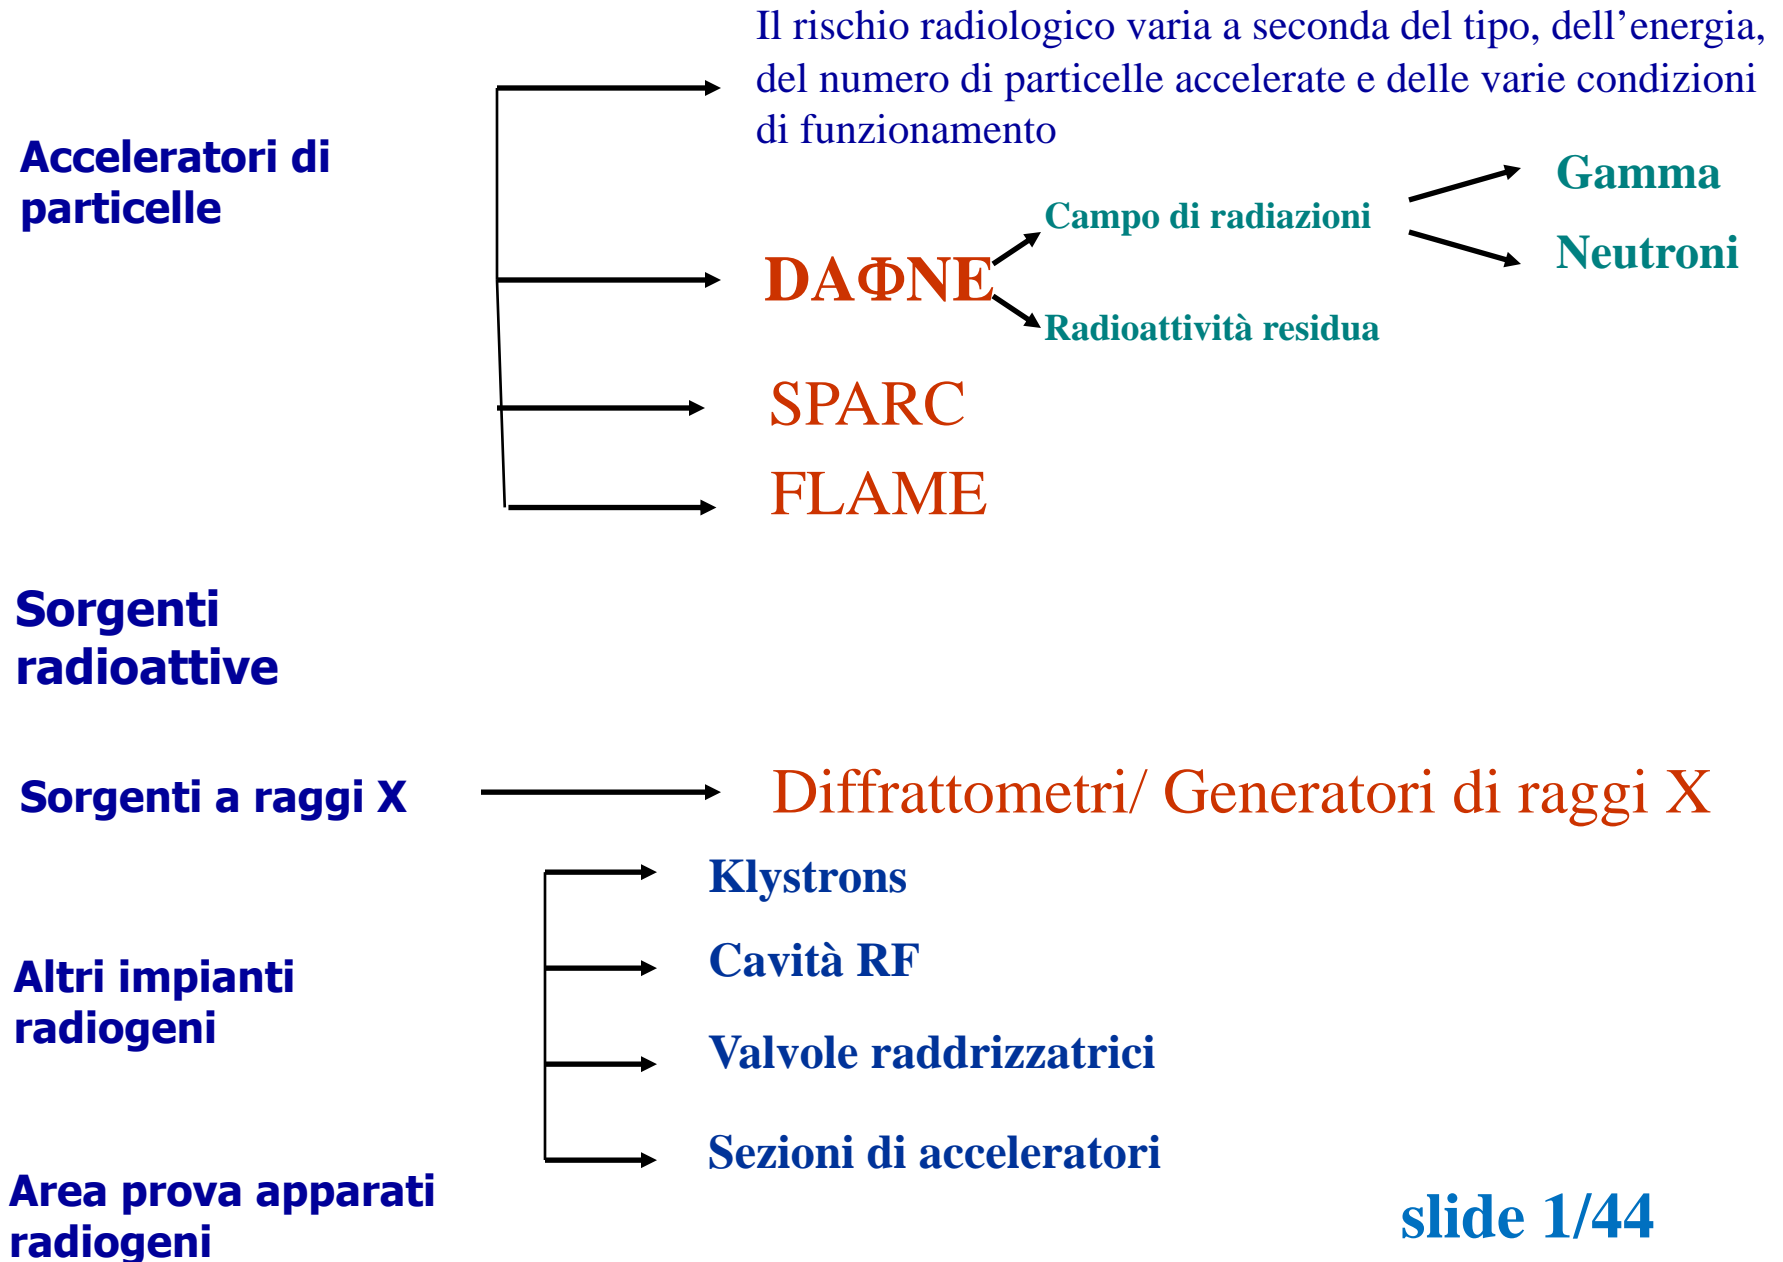 Il rischio radiologico varia a seconda del tipo, dell’energia,
del numero di particelle accelerate e delle varie condizioni
di funzionamento
Acceleratori di
particelle
Gamma
Campo di radiazioni
Neutroni
DAΦNE
Radioattività residua
SPARC
FLAME
Sorgenti
radioattive
Sorgenti a raggi X
Diffrattometri/ Generatori di raggi X
Klystrons
Cavità RF
Altri impianti
radiogeni
Valvole raddrizzatrici
Sezioni di acceleratori
Area prova apparati
radiogeni
slide 1/44